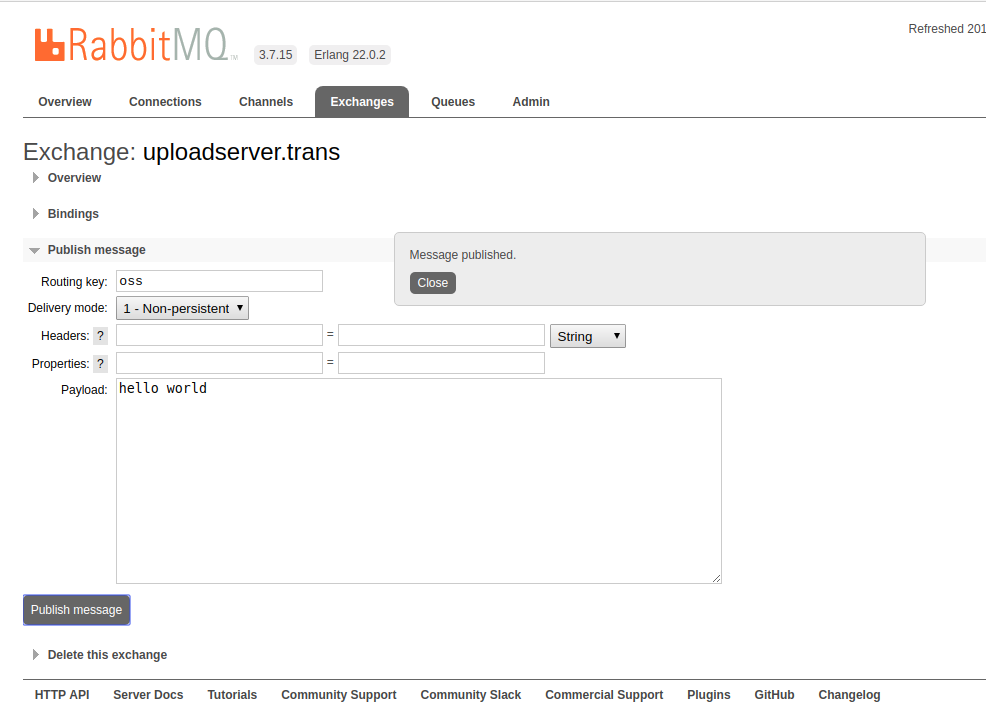 Refreshed 201
RabbitMQ™ 3.7.15 Erlang 22.0.2
Overview Connections Channels Exchanges Queues Admin
Exchange: uploadserver.trans
Overview
Bindings
Publish message
Message published.
Close
Routing key: oss
Delivery mode: 1 - Non-persistent
Headers: ? = String
Properties: ? =
Payload: hello world
Publish message
Delete this exchange
HTTP API Server Docs Tutorials Community Support Community Slack Commercial Support Plugins GitHub Changelog